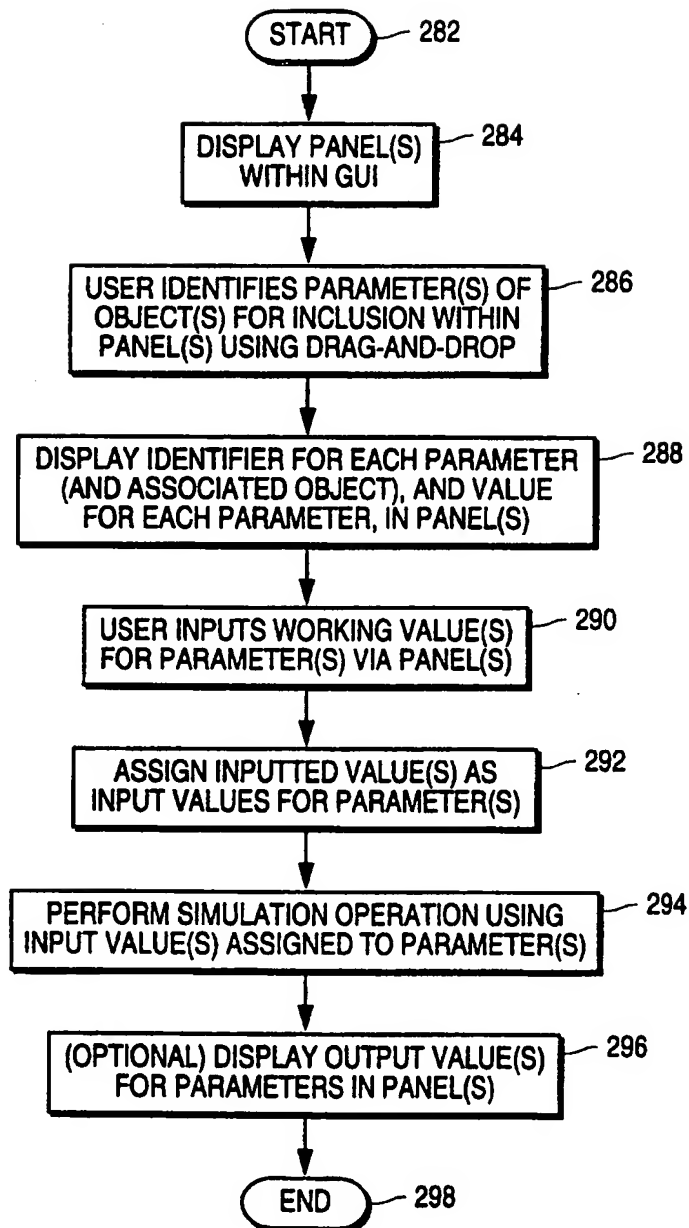 START
282
DISPLAY PANEL(S)
WITHIN GUI
284
USER IDENTIFIES PARAMETER(S) OF
OBJECT(S) FOR INCLUSION WITHIN
PANEL(S) USING DRAG-AND-DROP
286
DISPLAY IDENTIFIER FOR EACH PARAMETER
(AND ASSOCIATED OBJECT), AND VALUE
FOR EACH PARAMETER, IN PANEL(S)
288
USER INPUTS WORKING VALUE(S)
FOR PARAMETER(S) VIA PANEL(S)
290
ASSIGN INPUTTED VALUE(S) AS
INPUT VALUES FOR PARAMETER(S)
292
PERFORM SIMULATION OPERATION USING
INPUT VALUE(S) ASSIGNED TO PARAMETER(S)
294
(OPTIONAL) DISPLAY OUTPUT VALUE(S)
FOR PARAMETERS IN PANEL(S)
296
END
298